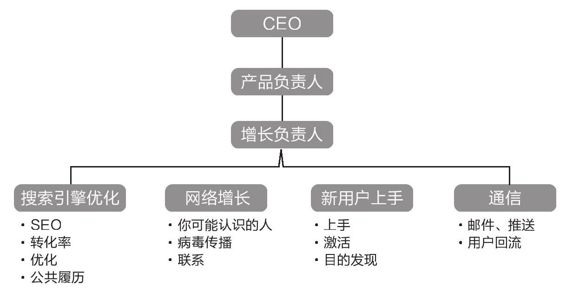 CEO
产品负责人
增长负责人
搜索引擎优化
· SEO
· 转化率
· 优化
· 公共履历
网络增长
· 你可能认识的人
· 病毒传播
· 联系
新用户上手
· 上手
· 激活
· 目的发现
通信
· 邮件、推送
· 用户回流